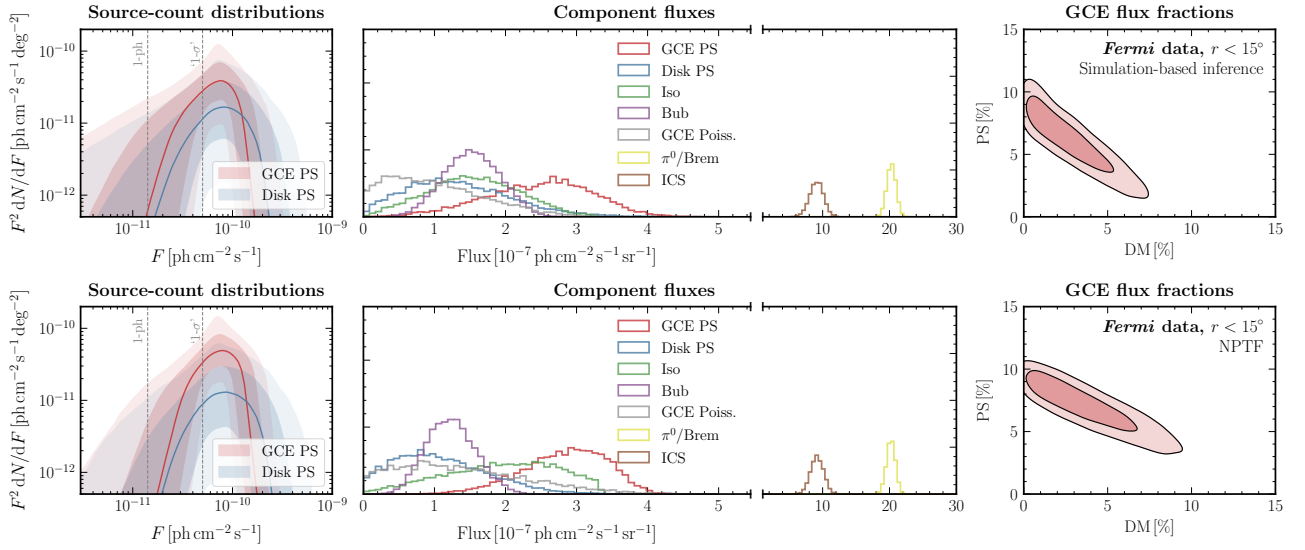 Source-count distributions
Component fluxes
GCE flux fractions
F² dN/dF [ph cm⁻² s⁻¹ deg⁻²]
10⁻¹⁰
10⁻¹¹
10⁻¹²
1-ph
'1-σ'
GCE PS
Disk PS
10⁻¹¹ 10⁻¹⁰ 10⁻⁹
F [ph cm⁻² s⁻¹]
GCE PS
Disk PS
Iso
Bub
GCE Poiss.
π⁰/Brem
ICS
0 1 2 3 4 5 10 20 30
Flux [10⁻⁷ ph cm⁻² s⁻¹ sr⁻¹]
Fermi data, r < 15°
Simulation-based inference
PS [%]
15
10
5
0
0 5 10 15
DM [%]
Source-count distributions
Component fluxes
GCE flux fractions
F² dN/dF [ph cm⁻² s⁻¹ deg⁻²]
10⁻¹⁰
10⁻¹¹
10⁻¹²
1-ph
'1-σ'
GCE PS
Disk PS
10⁻¹¹ 10⁻¹⁰ 10⁻⁹
F [ph cm⁻² s⁻¹]
GCE PS
Disk PS
Iso
Bub
GCE Poiss.
π⁰/Brem
ICS
0 1 2 3 4 5 10 20 30
Flux [10⁻⁷ ph cm⁻² s⁻¹ sr⁻¹]
Fermi data, r < 15°
NPTF
PS [%]
15
10
5
0
0 5 10 15
DM [%]